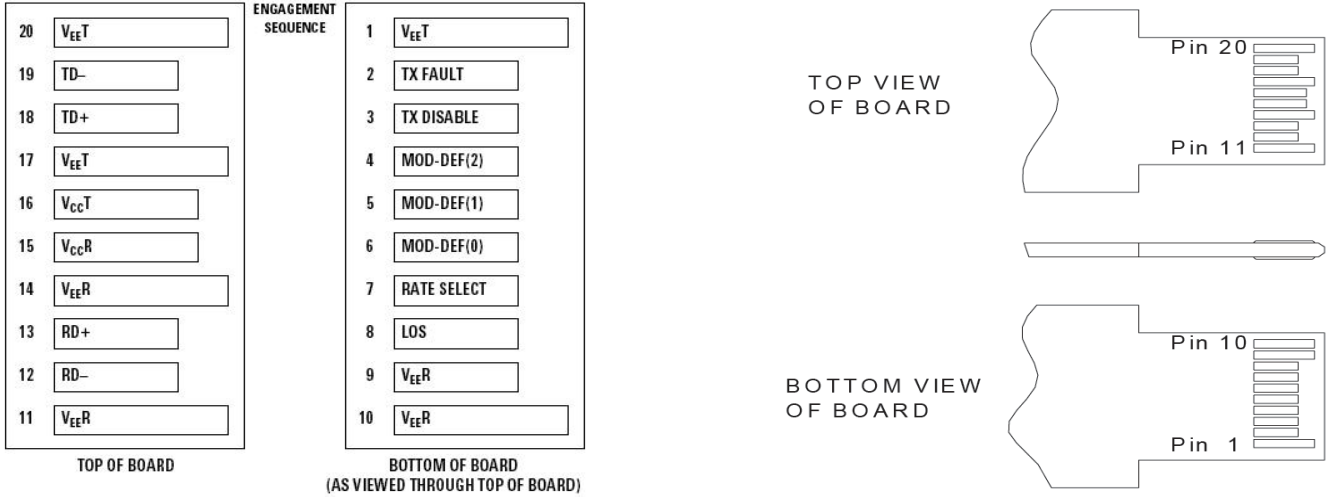 ENGAGEMENT
SEQUENCE
20 VEET
19 TD–
18 TD+
17 VEET
16 VCCT
15 VCCR
14 VEER
13 RD+
12 RD–
11 VEER
TOP OF BOARD
1 VEET
2 TX FAULT
3 TX DISABLE
4 MOD-DEF(2)
5 MOD-DEF(1)
6 MOD-DEF(0)
7 RATE SELECT
8 LOS
9 VEER
10 VEER
BOTTOM OF BOARD
(AS VIEWED THROUGH TOP OF BOARD)
TOP VIEW
OF BOARD
Pin 20
Pin 11
BOTTOM VIEW
OF BOARD
Pin 10
Pin 1